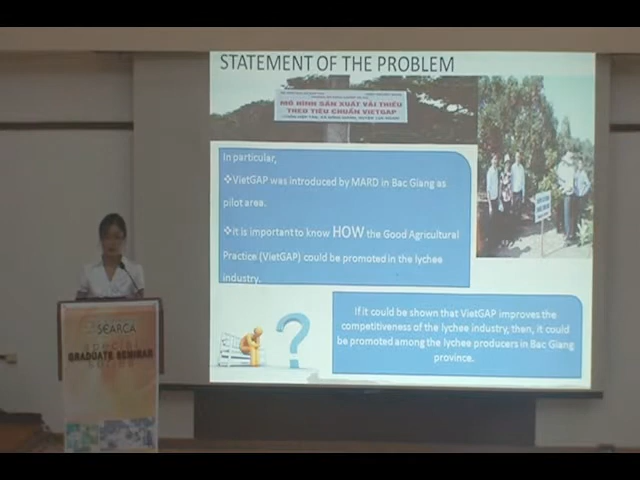 STATEMENT OF THE PROBLEM
MÔ HÌNH SẢN XUẤT VẢI THIỀU
THEO TIÊU CHUẨN VIETGAP
In particular,
❖VietGAP was introduced by MARD in Bac Giang as
pilot area.
❖it is important to know HOW the Good Agricultural
Practice (VietGAP) could be promoted in the lychee
industry.
If it could be shown that VietGAP improves the
competitiveness of the lychee industry, then, it could
be promoted among the lychee producers in Bac Giang
province.
?
SEARCA
special
GRADUATE SEMINAR
series